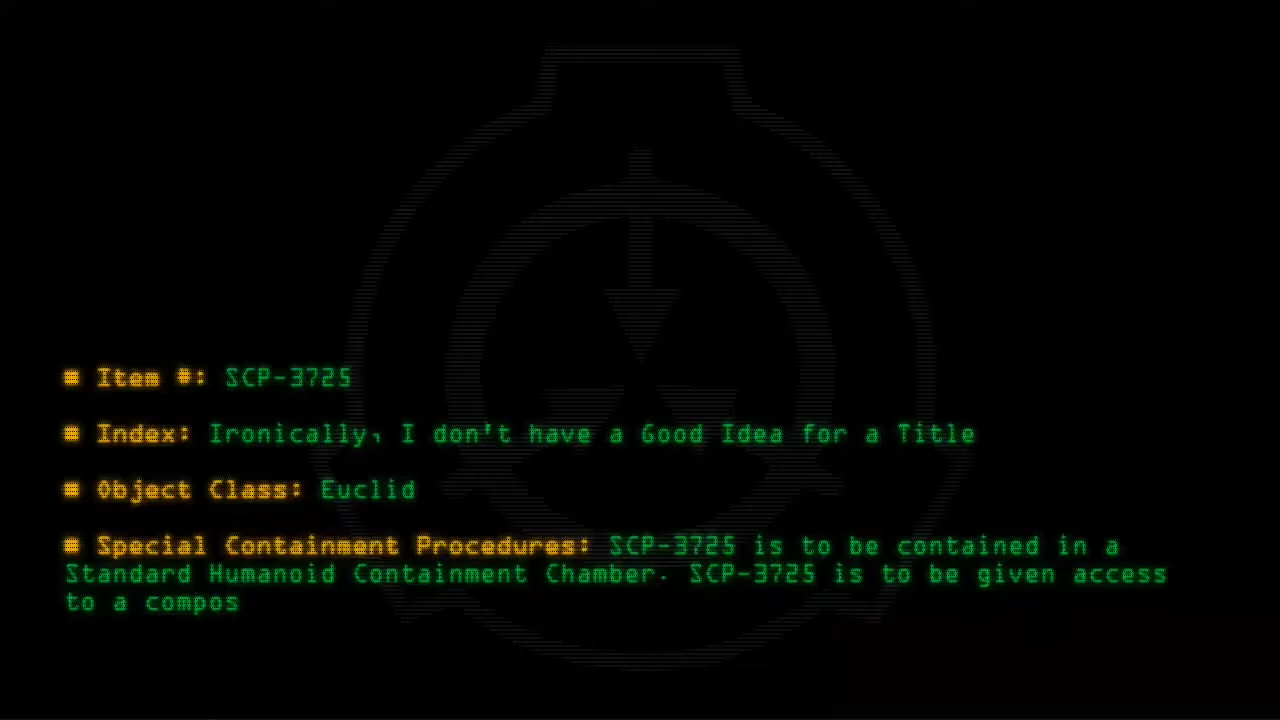 # Item #: SCP-3725
# Index: Ironically, I don't have a Good Idea for a Title
# Object Class: Euclid
# Special Containment Procedures: SCP-3725 is to be contained in a
Standard Humanoid Containment Chamber. SCP-3725 is to be given access
to a compos